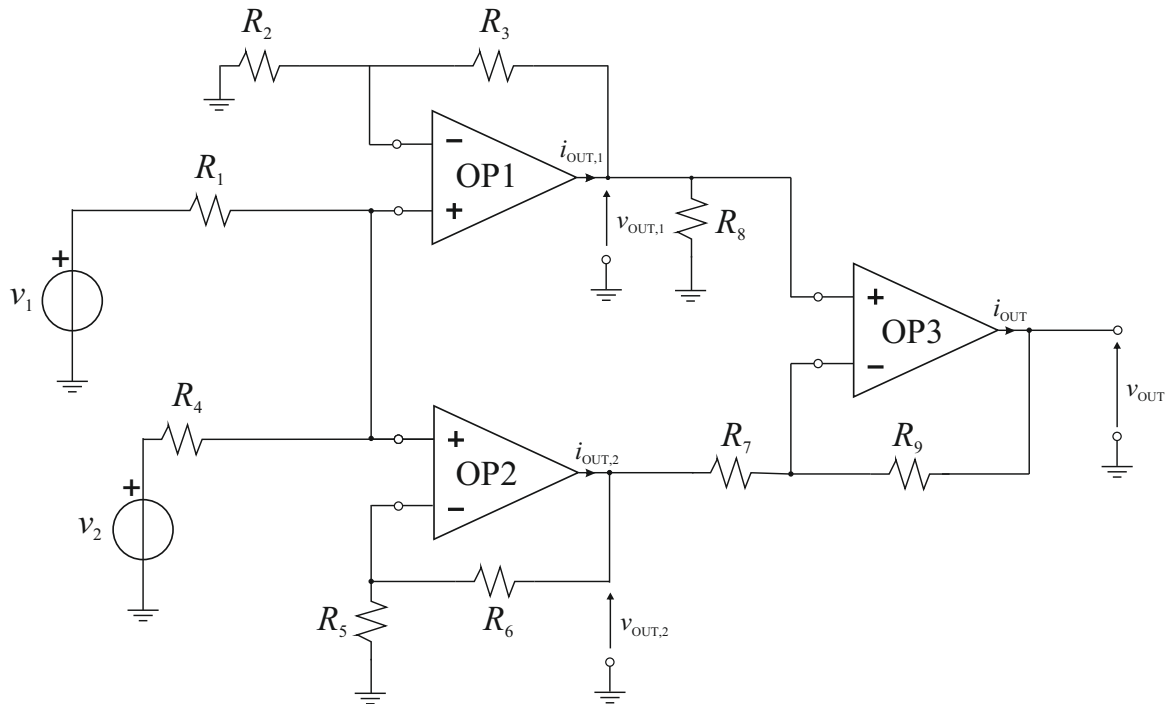 R2
R3
−
OP1
+
iOUT,1
R1
vOUT,1
R8
+
v1
+
OP3
−
iOUT
vOUT
R4
+
OP2
−
iOUT,2
R7
R9
+
v2
R5
R6
vOUT,2